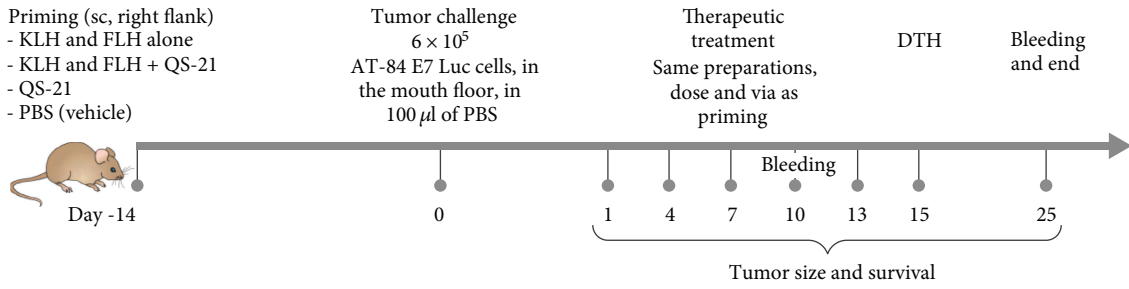 Priming (sc, right flank)
- KLH and FLH alone
- KLH and FLH + QS-21
- QS-21
- PBS (vehicle)
Tumor challenge
6 × 10⁵
AT-84 E7 Luc cells, in
the mouth floor, in
100 μl of PBS
Therapeutic
treatment
Same preparations,
dose and via as
priming
DTH
Bleeding
and end
Bleeding
Day -14
0
1
4
7
10
13
15
25
Tumor size and survival